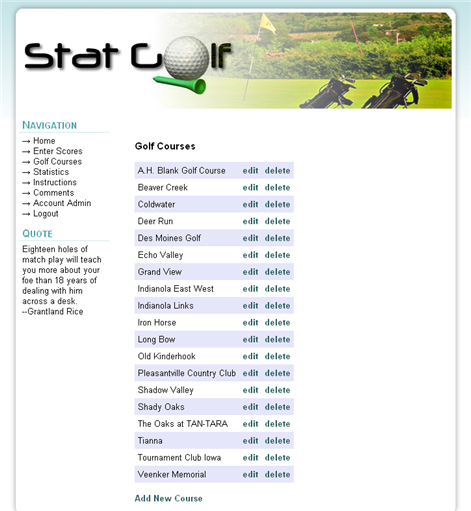 Stat Golf
Navigation
→ Home
→ Enter Scores
→ Golf Courses
→ Statistics
→ Instructions
→ Comments
→ Account Admin
→ Logout
Quote
Eighteen holes of
match play will teach
you more about your
foe than 18 years of
dealing with him
across a desk.
--Grantland Rice
Golf Courses
A.H. Blank Golf Course edit delete
Beaver Creek edit delete
Coldwater edit delete
Deer Run edit delete
Des Moines Golf edit delete
Echo Valley edit delete
Grand View edit delete
Indianola East West edit delete
Indianola Links edit delete
Iron Horse edit delete
Long Bow edit delete
Old Kinderhook edit delete
Pleasantville Country Club edit delete
Shadow Valley edit delete
Shady Oaks edit delete
The Oaks at TAN-TARA edit delete
Tianna edit delete
Tournament Club Iowa edit delete
Veenker Memorial edit delete
Add New Course